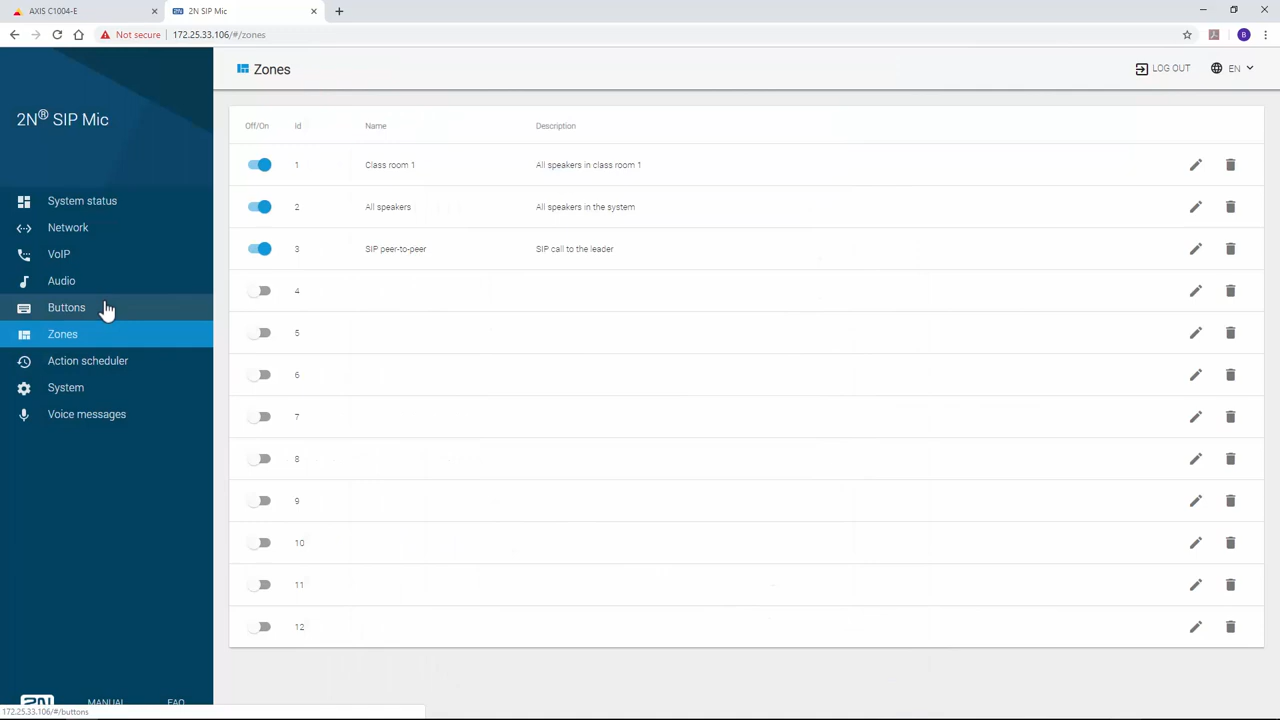 AXIS C1004-E
2N SIP Mic
Not secure
172.25.33.106/#/zones
B
2N® SIP Mic
System status
Network
VoIP
Audio
Buttons
Zones
Action scheduler
System
Voice messages
2N
MANUAL
FAQ
172.25.33.106/#/buttons
Zones
LOG OUT
EN
Off/On Id Name Description
1 Class room 1 All speakers in class room 1
2 All speakers All speakers in the system
3 SIP peer-to-peer SIP call to the leader
4
5
6
7
8
9
10
11
12